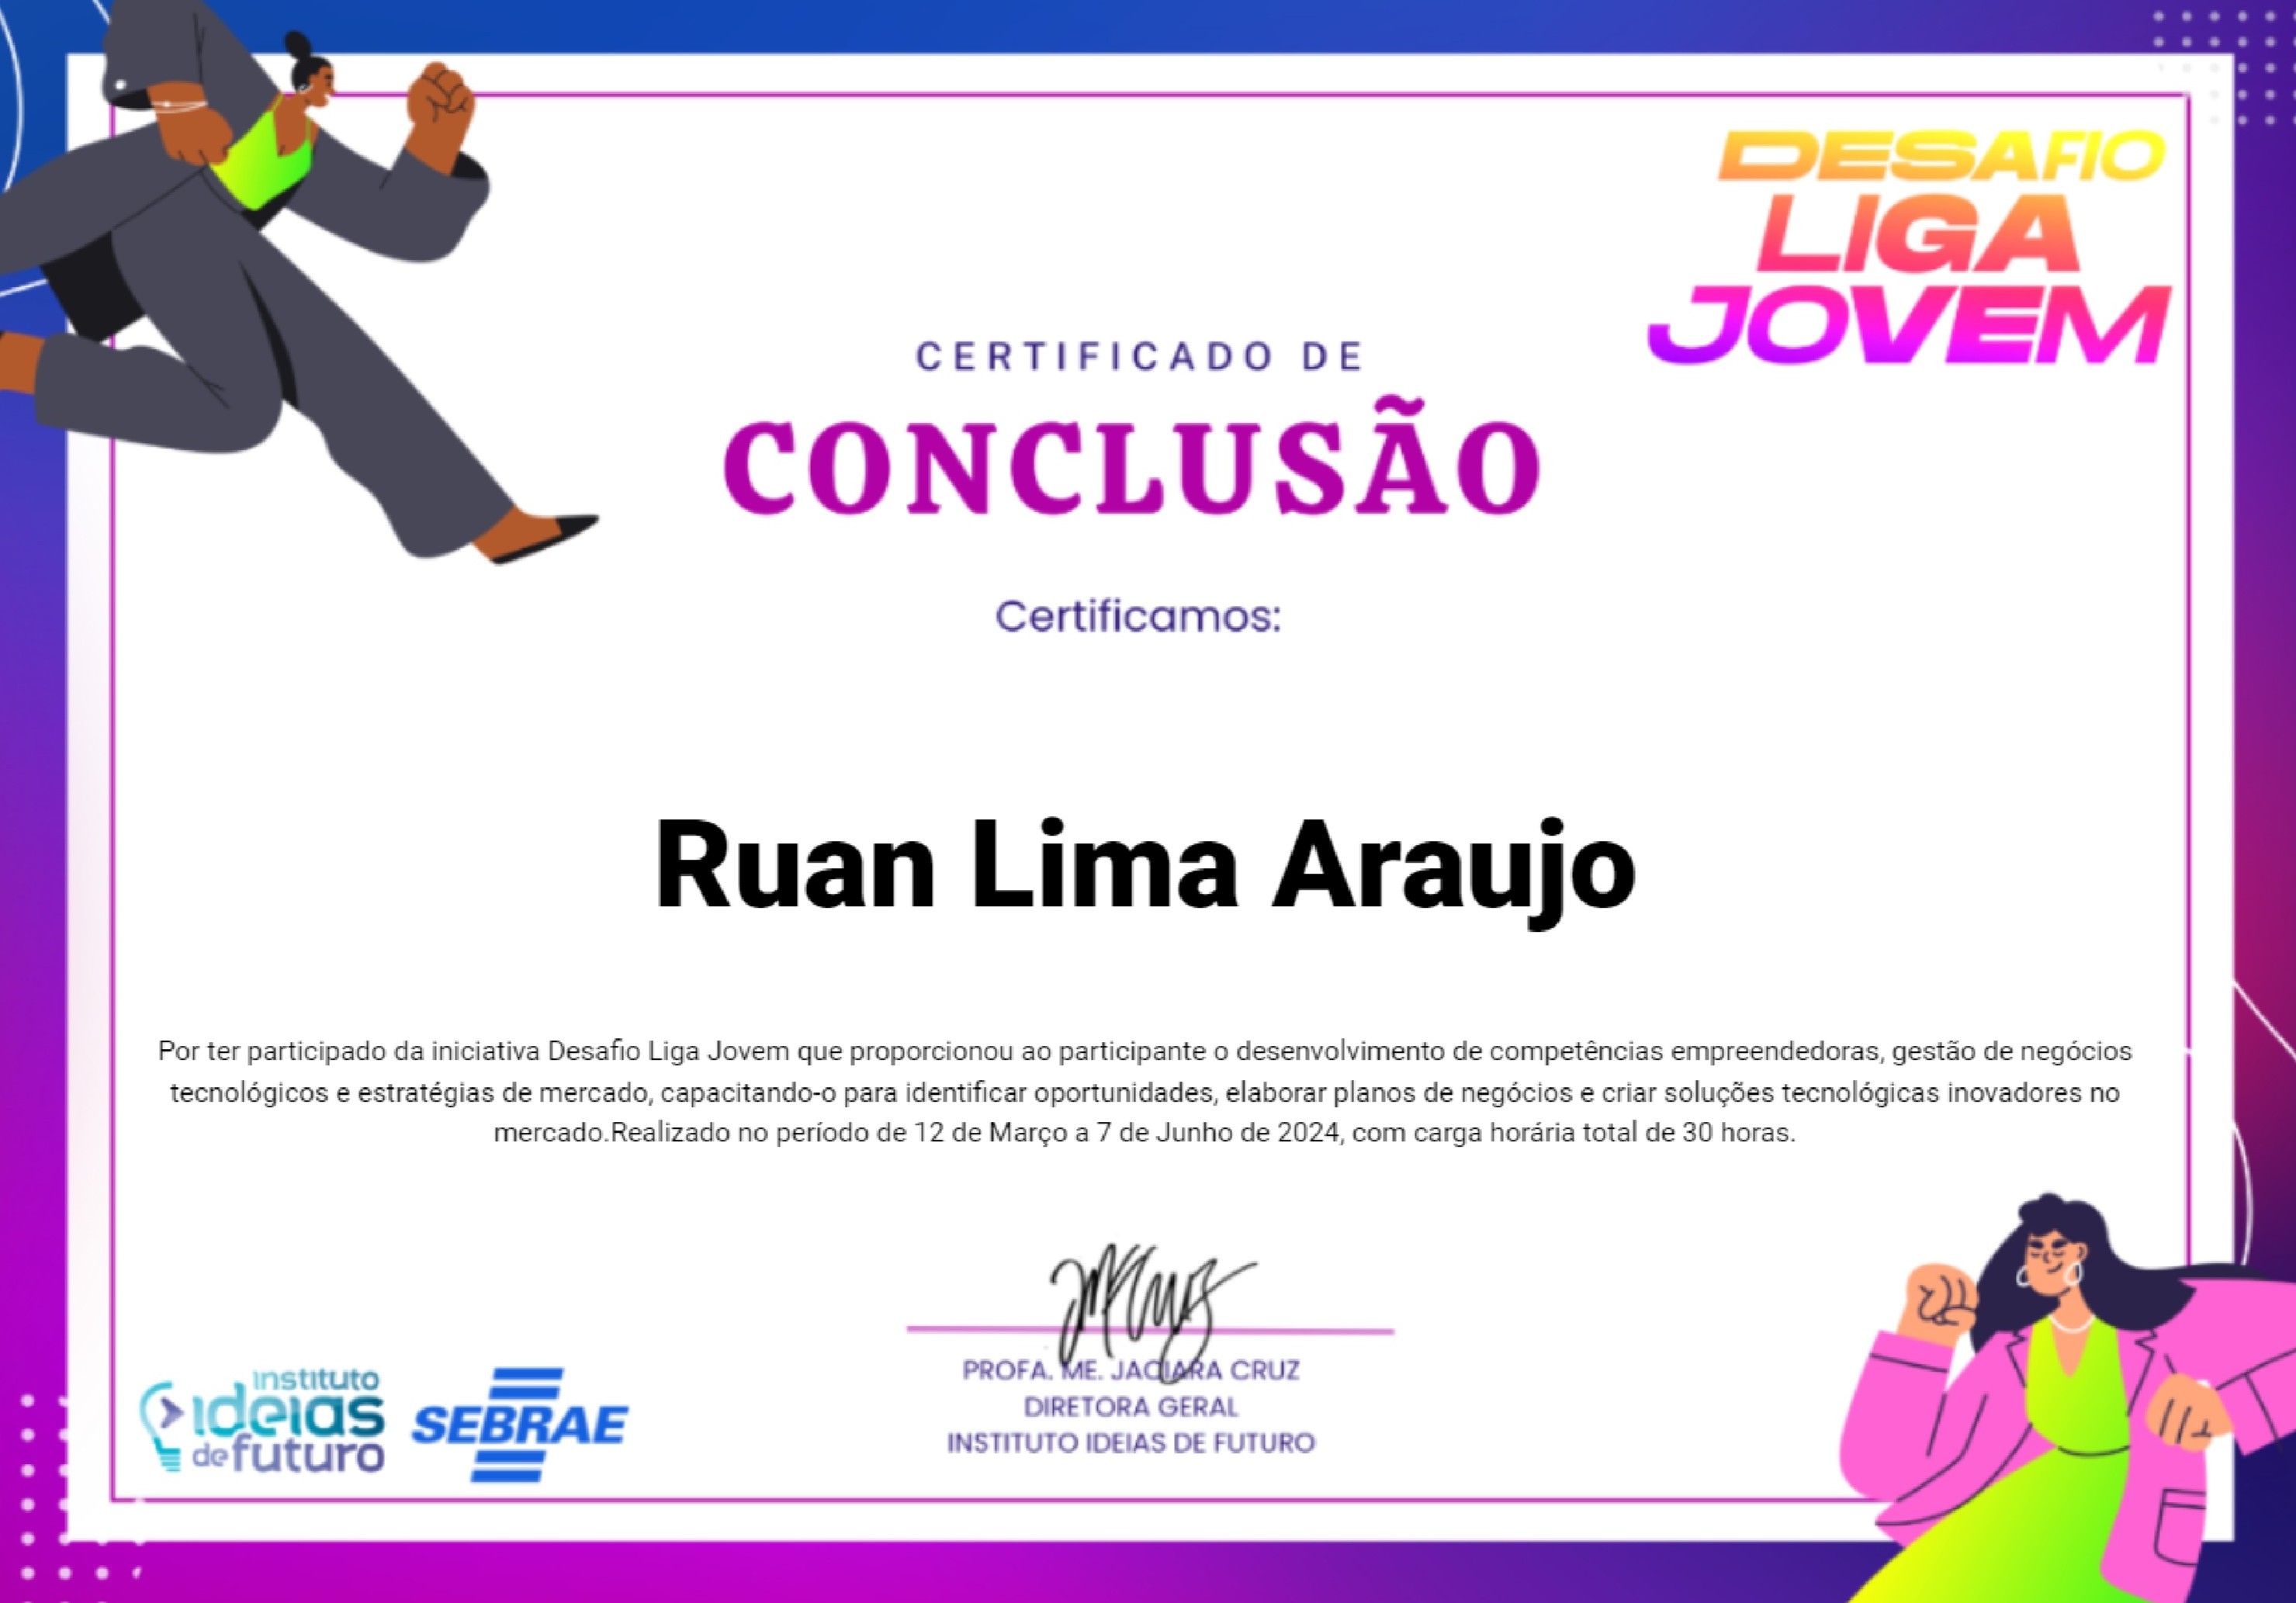 DESAFIO
LIGA
JOVEM
CERTIFICADO DE
CONCLUSÃO
Certificamos:
Ruan Lima Araujo
Por ter participado da iniciativa Desafio Liga Jovem que proporcionou ao participante o desenvolvimento de competências empreendedoras, gestão de negócios
tecnológicos e estratégias de mercado, capacitando-o para identificar oportunidades, elaborar planos de negócios e criar soluções tecnológicas inovadores no
mercado.Realizado no período de 12 de Março a 7 de Junho de 2024, com carga horária total de 30 horas.
PROFA. ME. JACIARA CRUZ
DIRETORA GERAL
INSTITUTO IDEIAS DE FUTURO
instituto
ideias
de futuro
SEBRAE